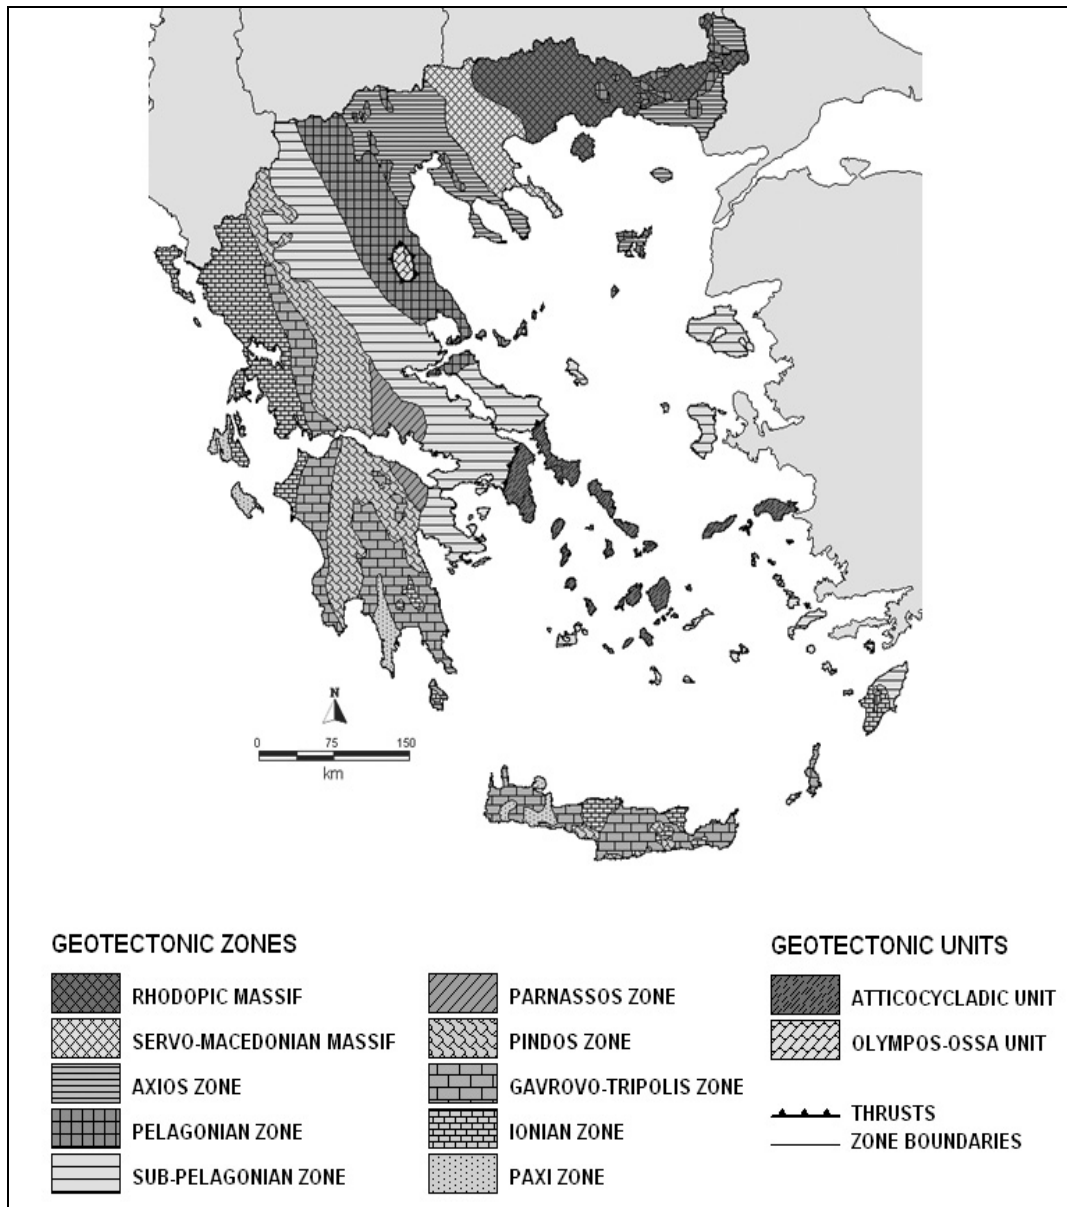 N
0 75 150
km
GEOTECTONIC ZONES
RHODOPIC MASSIF
SERVO-MACEDONIAN MASSIF
AXIOS ZONE
PELAGONIAN ZONE
SUB-PELAGONIAN ZONE
PARNASSOS ZONE
PINDOS ZONE
GAVROVO-TRIPOLIS ZONE
IONIAN ZONE
PAXI ZONE
GEOTECTONIC UNITS
ATTICOCYCLADIC UNIT
OLYMPOS-OSSA UNIT
THRUSTS
ZONE BOUNDARIES